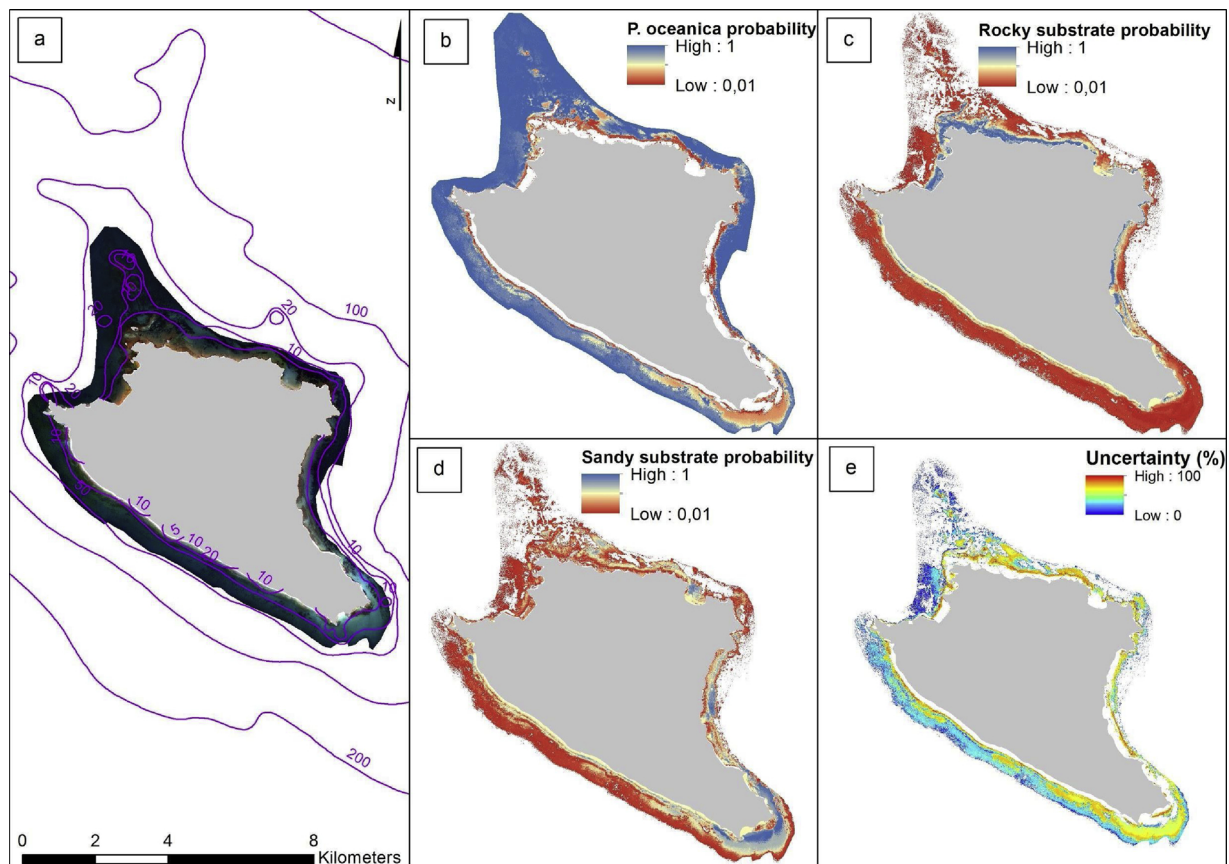 a
z
100
20
10
20
10
20
10
5
10
20
10
10
200
0 2 4 8
Kilometers
b
P. oceanica probability
High : 1
Low : 0,01
c
Rocky substrate probability
High : 1
Low : 0,01
d
Sandy substrate probability
High : 1
Low : 0,01
e
Uncertainty (%)
High : 100
Low : 0